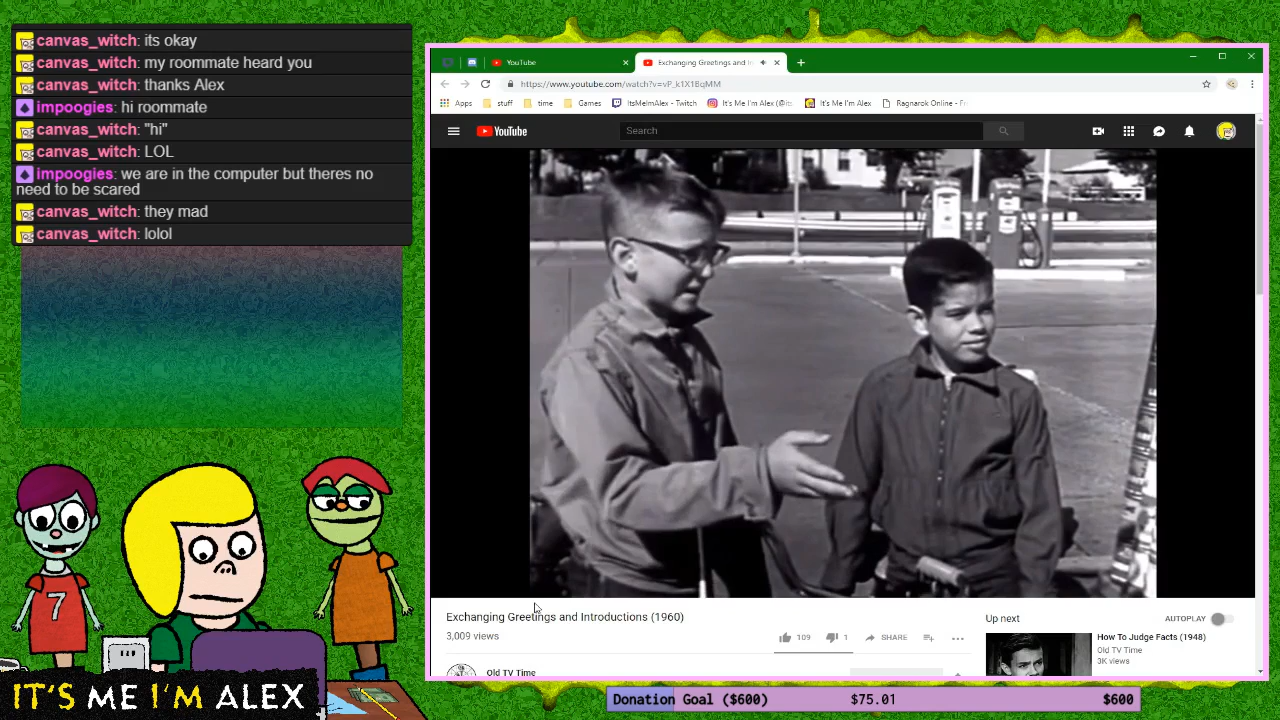 canvas_witch: its okay
canvas_witch: my roommate heard you
canvas_witch: thanks Alex
impoogies: hi roommate
canvas_witch: "hi"
canvas_witch: LOL
impoogies: we are in the computer but theres no
need to be scared
canvas_witch: they mad
canvas_witch: lolol
7
IT'S ME I'M ALEX
YouTube
Exchanging Greetings and In
https://www.youtube.com/watch?v=vP_k1X1BqMM
Apps stuff time Games ItsMeImAlex - Twitch It's Me I'm Alex (@its It's Me I'm Alex Ragnarok Online - Fr
YouTube
Search
Exchanging Greetings and Introductions (1960)
3,009 views
109 1 SHARE
Old TV Time
Up next AUTOPLAY
How To Judge Facts (1948)
Old TV Time
3K views
Donation Goal ($600) $75.01 $600